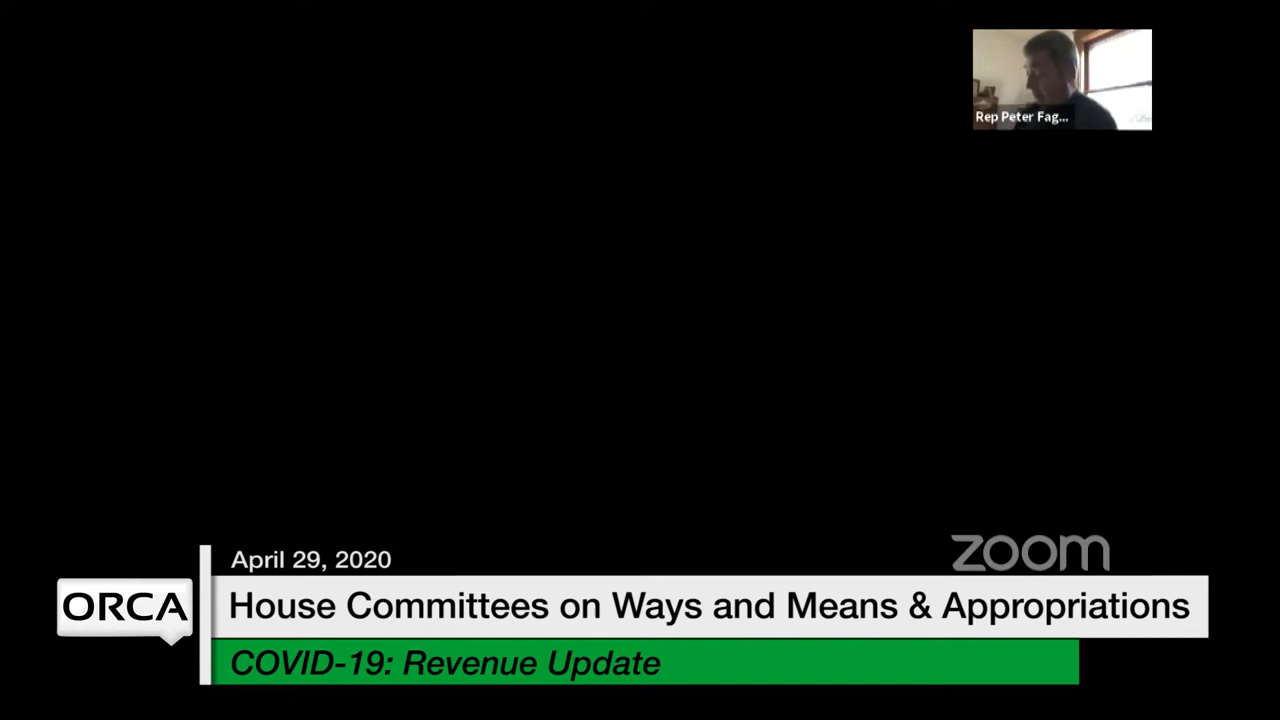 Rep Peter Fag...
zoom
April 29, 2020
ORCA
House Committees on Ways and Means & Appropriations
COVID-19: Revenue Update